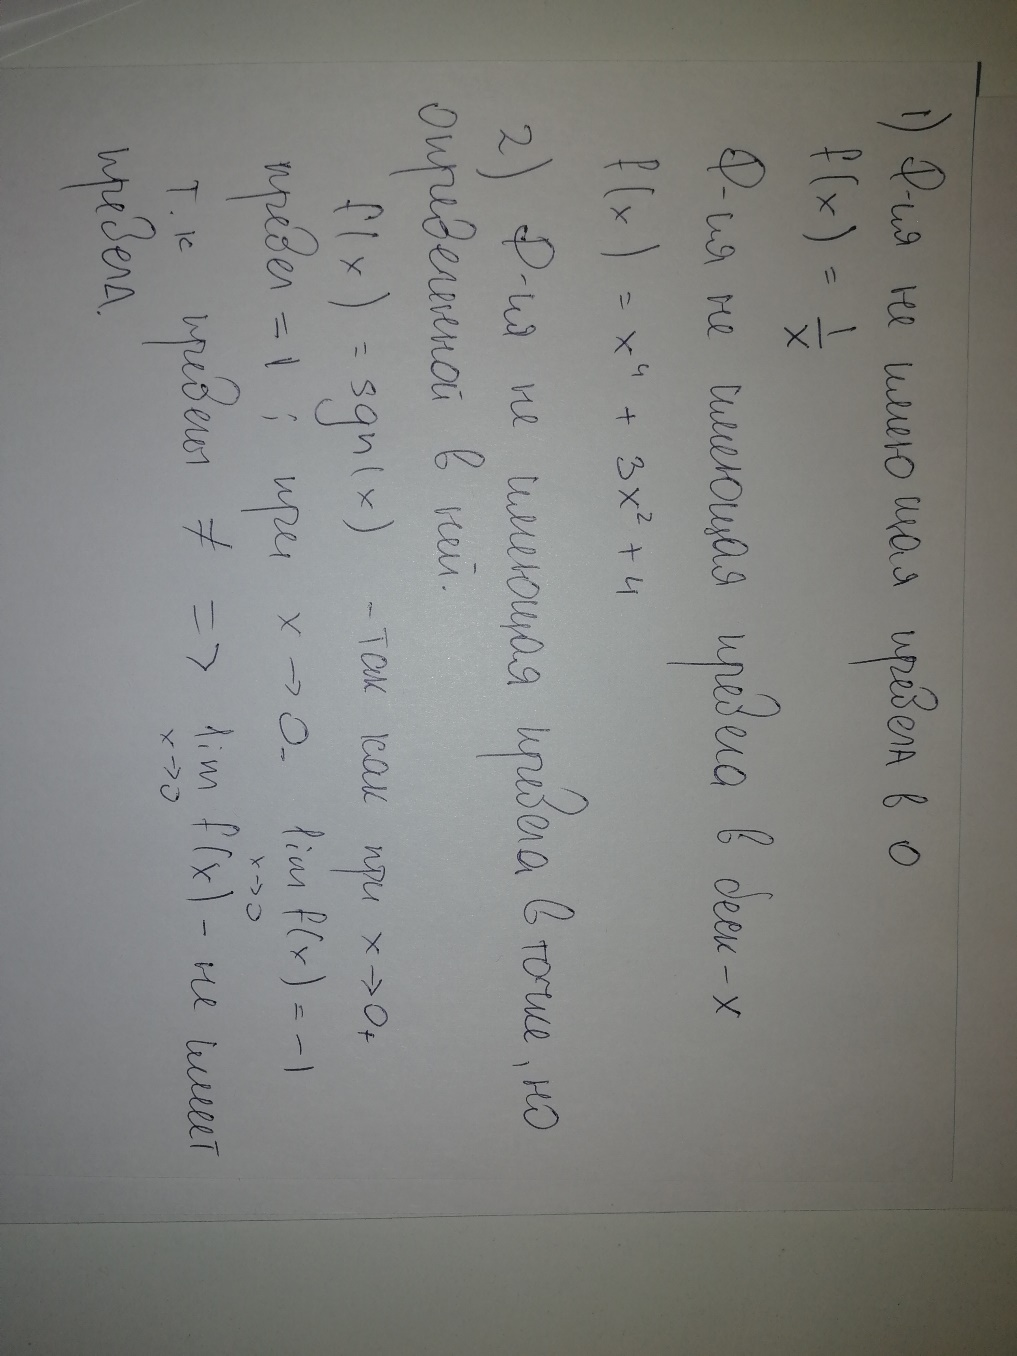 1) Ф-ия не имеющая предела в 0
f(x) = 1/x
Ф-ия не имеющая предела в беск-х
f(x) = x⁴ + 3x² + 4
2) Ф-ия не имеющая предела в точке, но
определенной в ней.
f(x) = sgn(x) - так как при x → 0+
предел = 1 ; при x → 0- lim x→0 f(x) = -1
т.к пределы ≠ => lim x→0 f(x) - не имеет
предела.